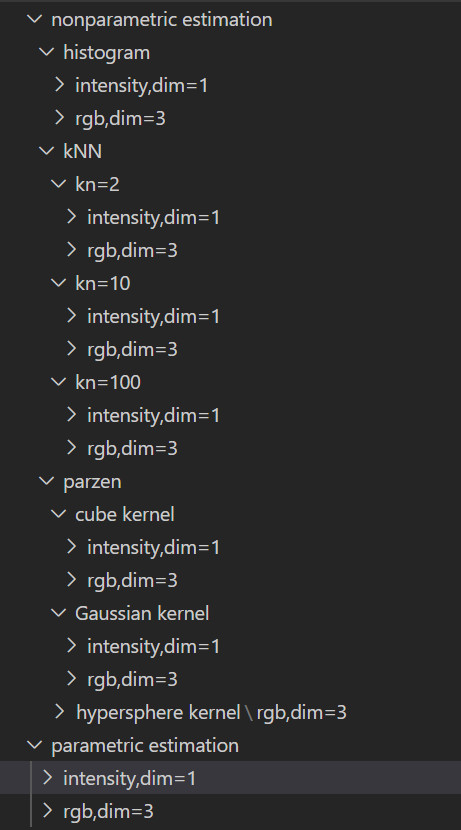 nonparametric estimation
histogram
intensity,dim=1
rgb,dim=3
kNN
kn=2
intensity,dim=1
rgb,dim=3
kn=10
intensity,dim=1
rgb,dim=3
kn=100
intensity,dim=1
rgb,dim=3
parzen
cube kernel
intensity,dim=1
rgb,dim=3
Gaussian kernel
intensity,dim=1
rgb,dim=3
hypersphere kernel\rgb,dim=3
parametric estimation
intensity,dim=1
rgb,dim=3